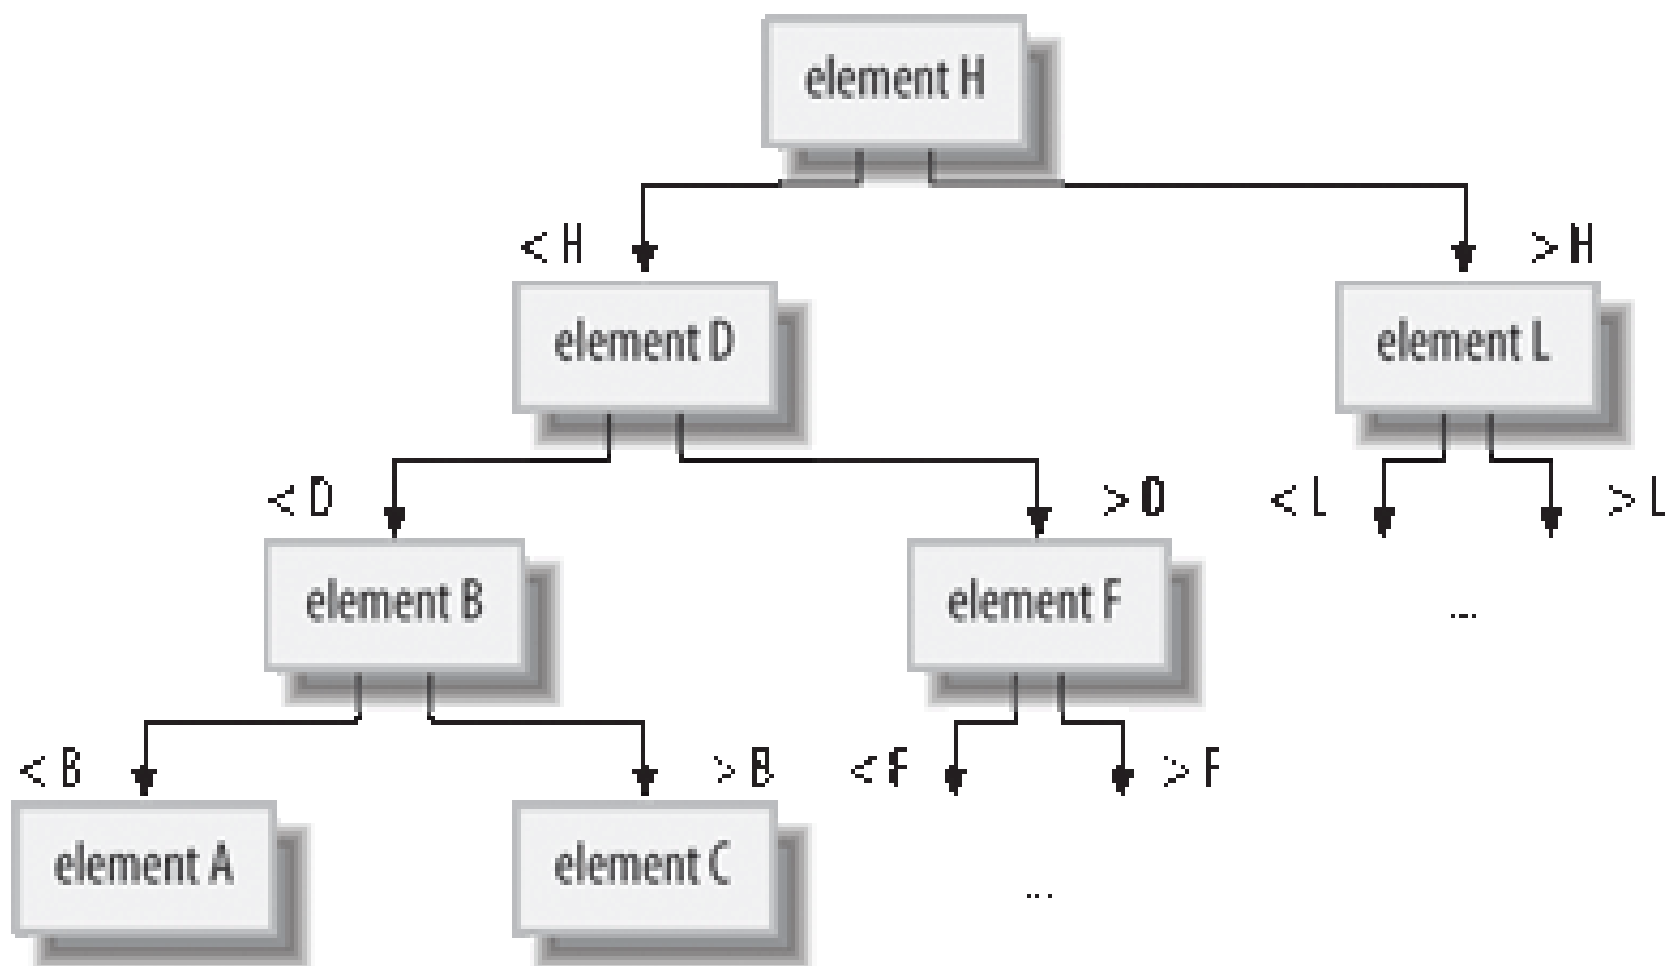 element H
< H
> H
element D
element L
< D
> D
< L
> L
element B
element F
...
< B
> B
< F
> F
element A
element C
...